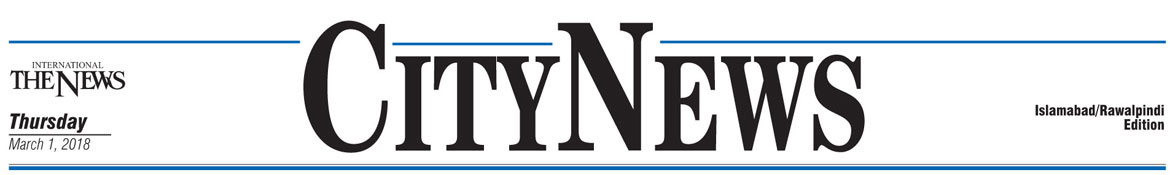 INTERNATIONAL
THE NEWS
Thursday
March 1, 2018
CITYNEWS
Islamabad/Rawalpindi
Edition